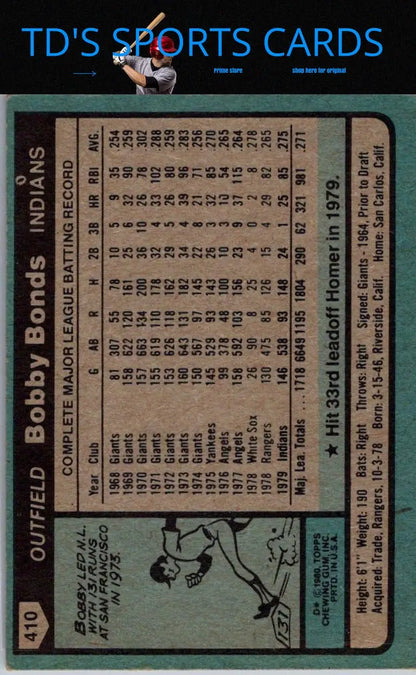 TD'S SPORTS CARDS
Prime store
shop here for original
410
OUTFIELD Bobby Bonds INDIANS
COMPLETE MAJOR LEAGUE BATTING RECORD
Year Club G AB R H 2B 3B HR RBI AVG.
1968 Giants 81 307 55 78 10 5 9 35 .254
1969 Giants 158 622 120 161 25 6 32 90 .259
1970 Giants 157 663 134 200 36 10 26 78 .302
1971 Giants 155 619 110 178 32 4 33 102 .288
1972 Giants 153 626 118 162 29 5 26 80 .259
1973 Giants 160 643 131 182 34 4 39 96 .283
1974 Giants 150 567 97 145 22 8 21 71 .256
1975 Yankees 145 529 93 143 26 3 32 85 .270
1976 Angels 99 378 48 100 10 3 10 54 .265
1977 Angels 158 592 103 156 23 9 37 115 .264
1978 White Sox 26 90 8 25 4 0 2 8 .278
1978 Rangers 130 475 85 126 15 4 29 82 .265
1979 Indians 146 538 93 148 24 1 25 85 .275
Maj. Lea. Totals .... 1718 6649 1195 1804 290 62 321 981 .271
★ Hit 33rd leadoff Homer in 1979.
BOBBY LED N.L.
WITH 131 RUNS
AT SAN FRANCISCO
IN 1973.
131
D* © 1980 TOPPS
CHEWING GUM, INC.
PRTD. IN U.S.A.
Height: 6'1" Weight: 190 Bats: Right Throws: Right Signed: Giants - 1964, Prior to Draft
Acquired: Trade, Rangers, 10-3-78 Born: 3-15-46, Riverside, Calif. Home: San Carlos, Calif.